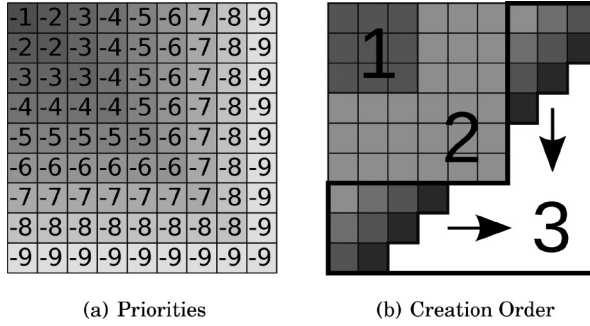 -1 -2 -3 -4 -5 -6 -7 -8 -9
-2 -2 -3 -4 -5 -6 -7 -8 -9
-3 -3 -3 -4 -5 -6 -7 -8 -9
-4 -4 -4 -4 -5 -6 -7 -8 -9
-5 -5 -5 -5 -5 -6 -7 -8 -9
-6 -6 -6 -6 -6 -6 -7 -8 -9
-7 -7 -7 -7 -7 -7 -7 -8 -9
-8 -8 -8 -8 -8 -8 -8 -8 -9
-9 -9 -9 -9 -9 -9 -9 -9 -9
(a) Priorities
1
2
3
(b) Creation Order